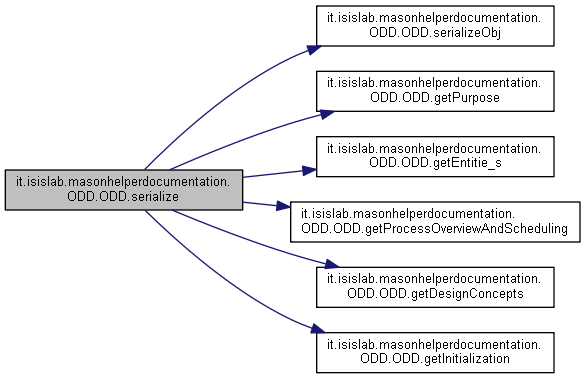 it.isislab.masonhelperdocumentation.
ODD.ODD.serialize
it.isislab.masonhelperdocumentation.
ODD.ODD.serializeObj
it.isislab.masonhelperdocumentation.
ODD.ODD.getPurpose
it.isislab.masonhelperdocumentation.
ODD.ODD.getEntitie_s
it.isislab.masonhelperdocumentation.
ODD.ODD.getProcessOverviewAndScheduling
it.isislab.masonhelperdocumentation.
ODD.ODD.getDesignConcepts
it.isislab.masonhelperdocumentation.
ODD.ODD.getInitialization